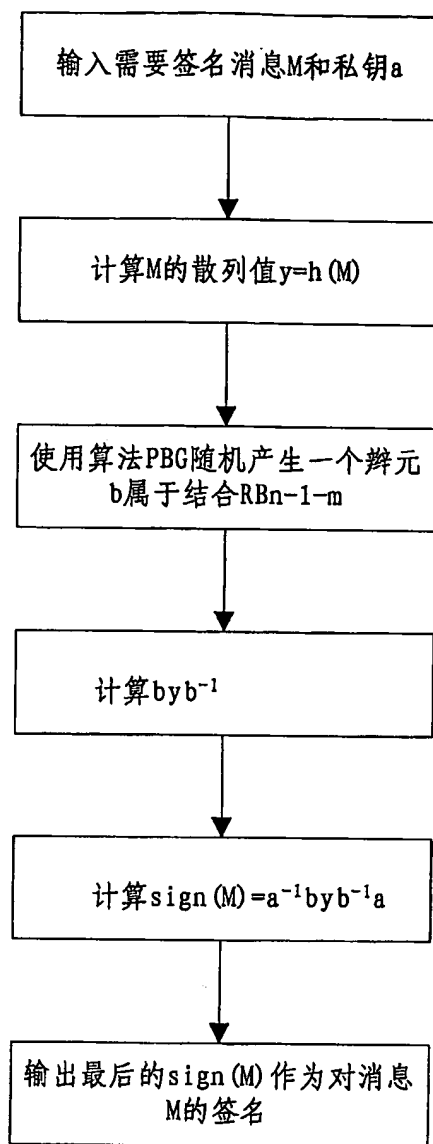 输入需要签名消息M和私钥a
计算M的散列值y=h(M)
使用算法PBG随机产生一个辫元
b属于结合RBn-1-m
计算byb⁻¹
计算sign(M)=a⁻¹byb⁻¹a
输出最后的sign(M)作为对消息
M的签名